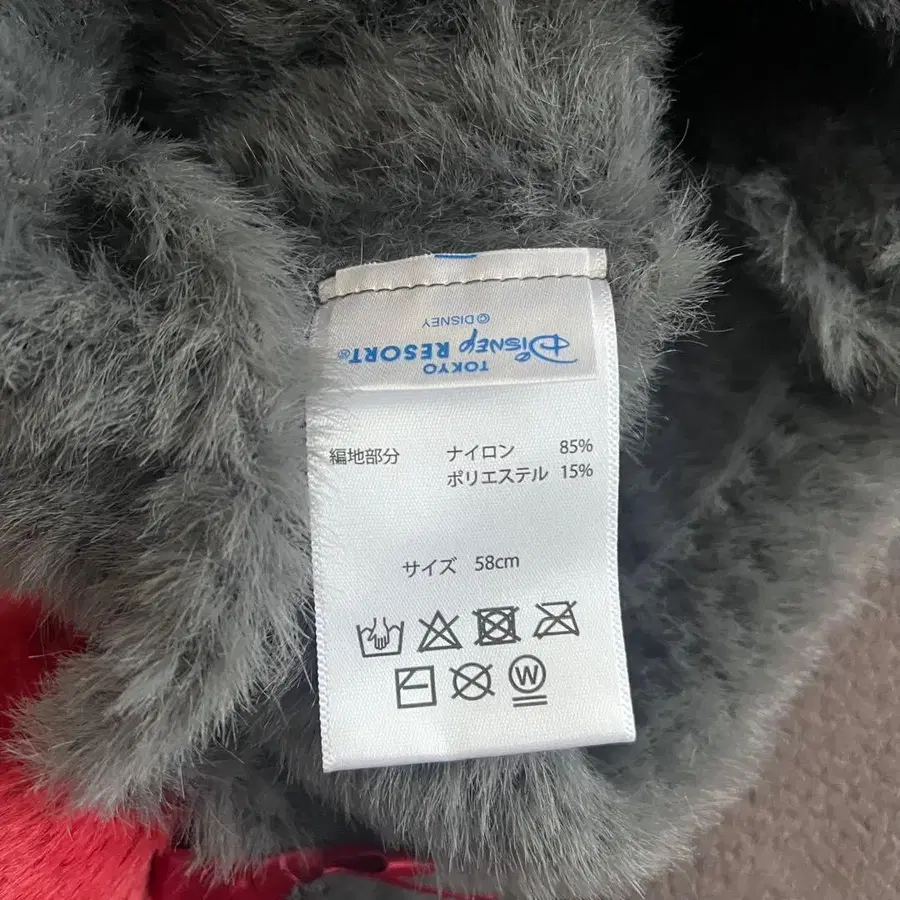 TOKYO
DISNEY RESORT®
© DISNEY
編地部分 ナイロン 85%
ポリエステル 15%
サイズ 58cm
W